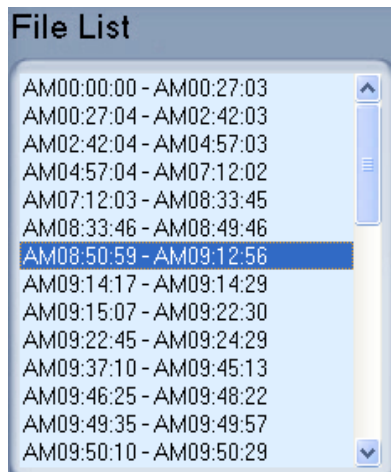 File List
AM00:00:00 - AM00:27:03
AM00:27:04 - AM02:42:03
AM02:42:04 - AM04:57:03
AM04:57:04 - AM07:12:02
AM07:12:03 - AM08:33:45
AM08:33:46 - AM08:49:46
AM08:50:59 - AM09:12:56
AM09:14:17 - AM09:14:29
AM09:15:07 - AM09:22:30
AM09:22:45 - AM09:24:29
AM09:37:10 - AM09:45:13
AM09:46:25 - AM09:48:22
AM09:49:35 - AM09:49:57
AM09:50:10 - AM09:50:29